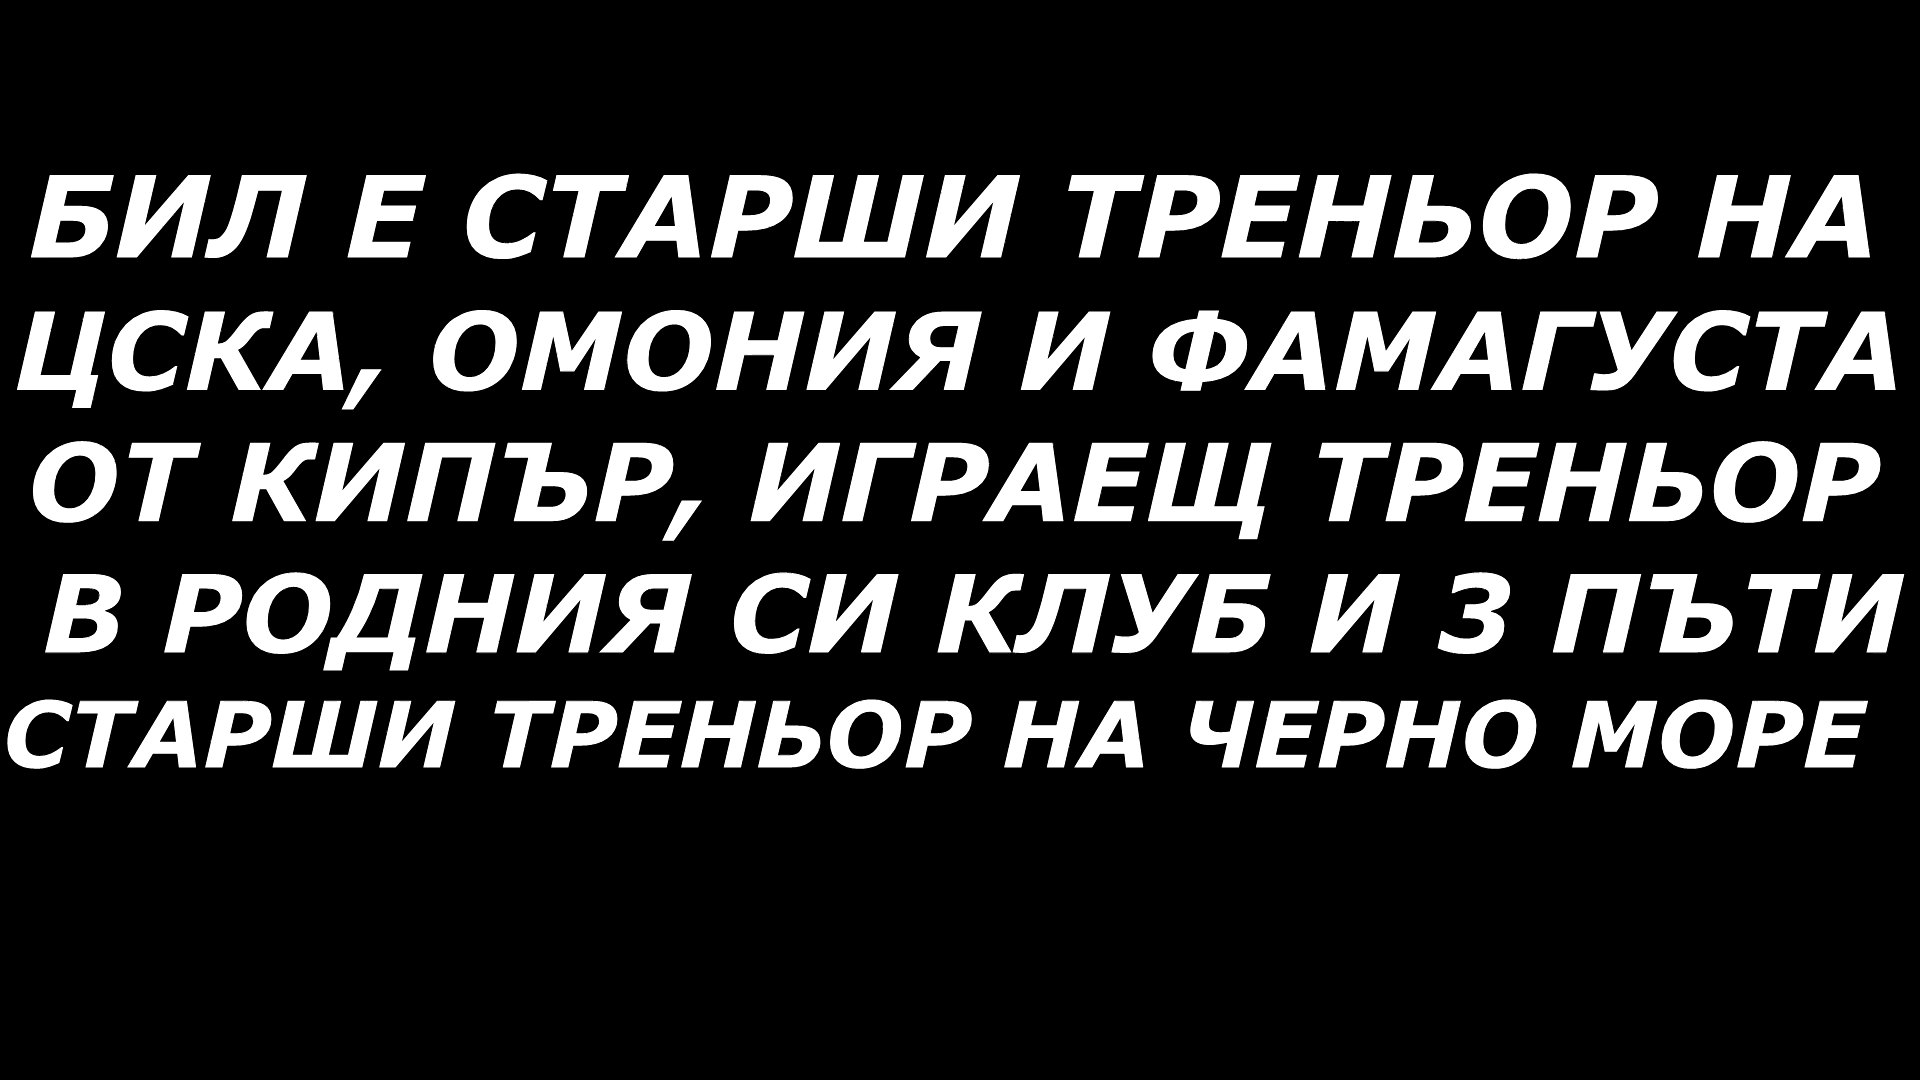 БИЛ Е СТАРШИ ТРЕНЬОР НА
ЦСКА, ОМОНИЯ И ФАМАГУСТА
ОТ КИПЪР, ИГРАЕЩ ТРЕНЬОР
В РОДНИЯ СИ КЛУБ И 3 ПЪТИ
СТАРШИ ТРЕНЬОР НА ЧЕРНО МОРЕ